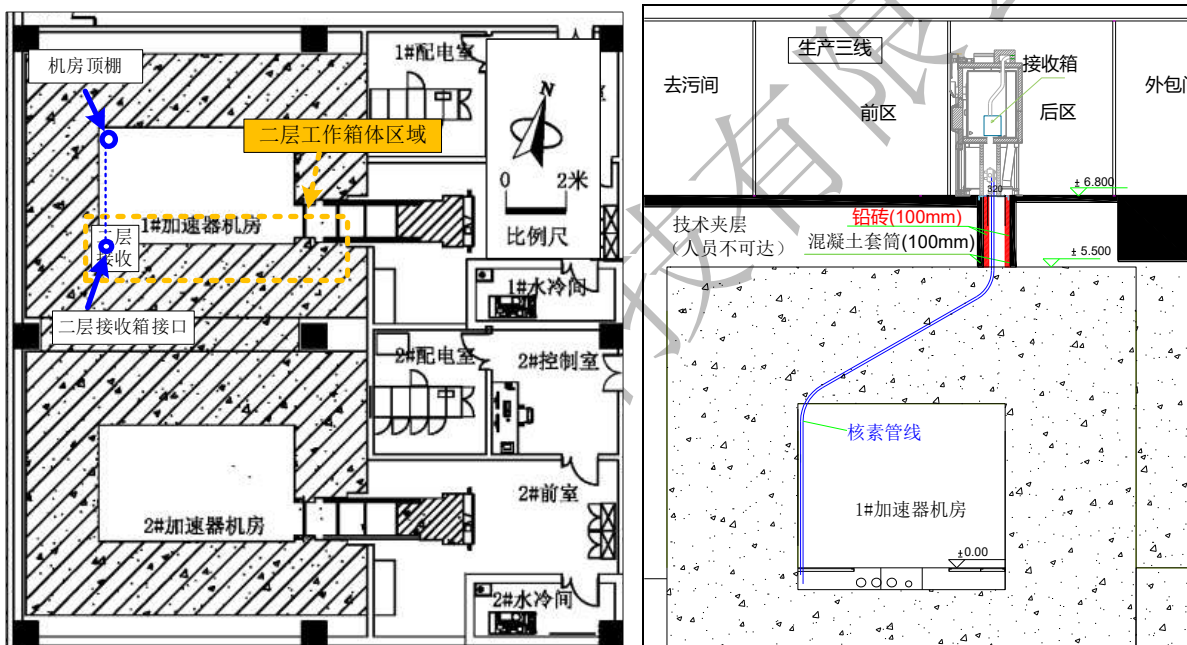 机房顶棚
1#配电室
N
二层工作箱体区域
0 2米
比例尺
1#加速器机房
层
接收
1#水冷间
二层接收箱接口
2#配电室
2#控制室
2#前室
2#加速器机房
2#水冷间
生产三线
接收箱
去污间
前区
后区
外包间
320
± 6.800
技术夹层
（人员不可达）
铅砖(100mm)
混凝土套筒(100mm)
± 5.500
核素管线
1#加速器机房
±0.00
技有限